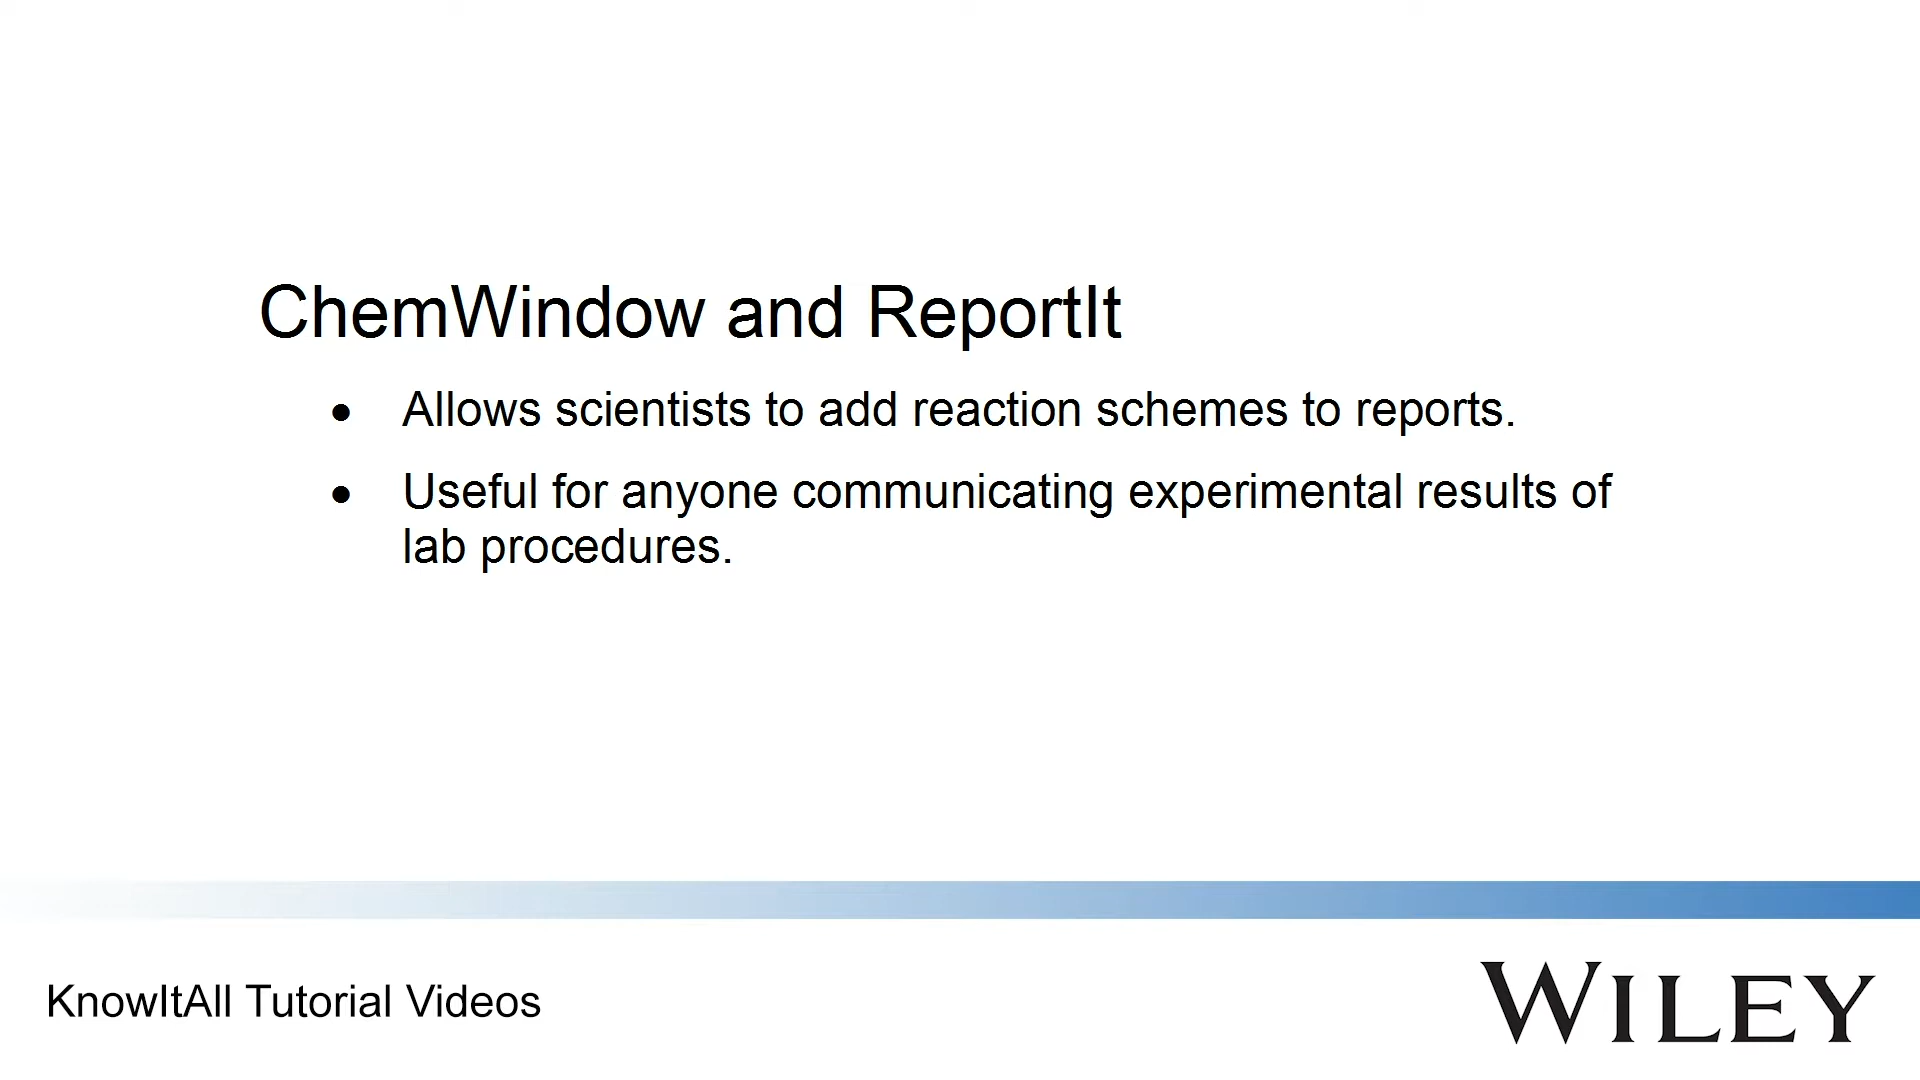 ChemWindow and ReportIt
• Allows scientists to add reaction schemes to reports.
• Useful for anyone communicating experimental results of
lab procedures.
KnowItAll Tutorial Videos
WILEY